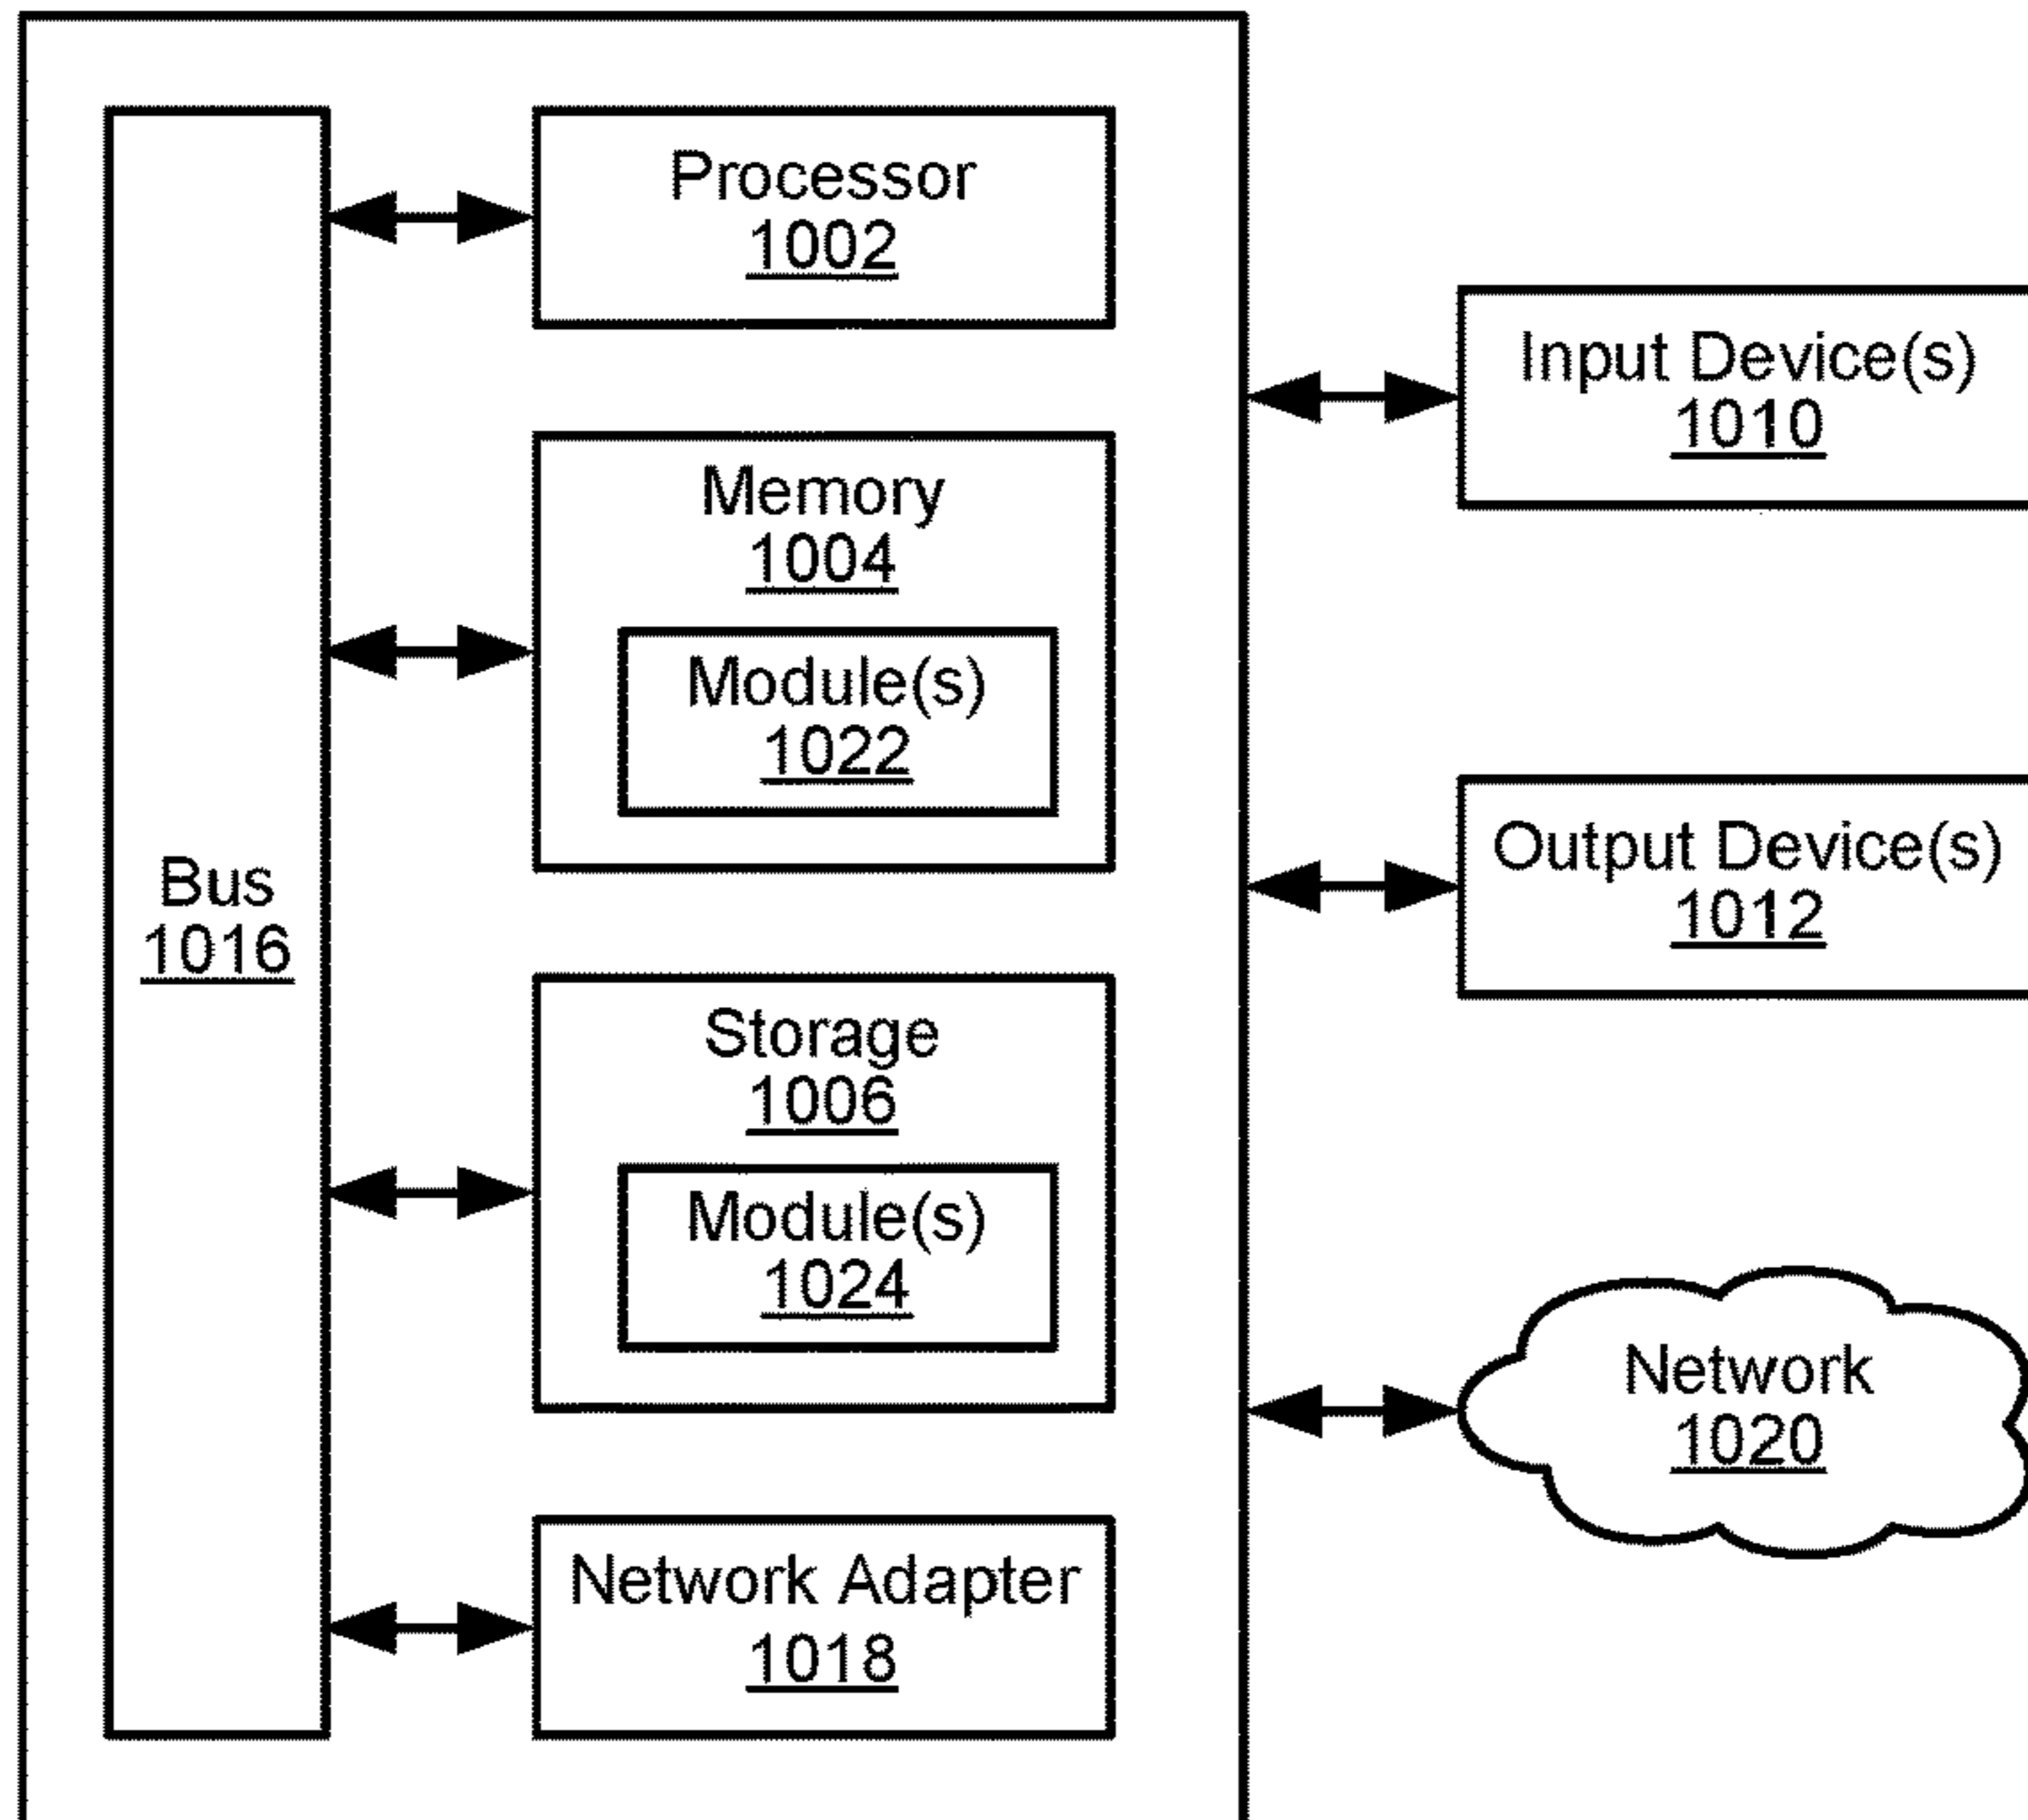 Processor
1002
Memory
1004
Module(s)
1022
Bus
1016
Storage
1006
Module(s)
1024
Network Adapter
1018
Input Device(s)
1010
Output Device(s)
1012
Network
1020